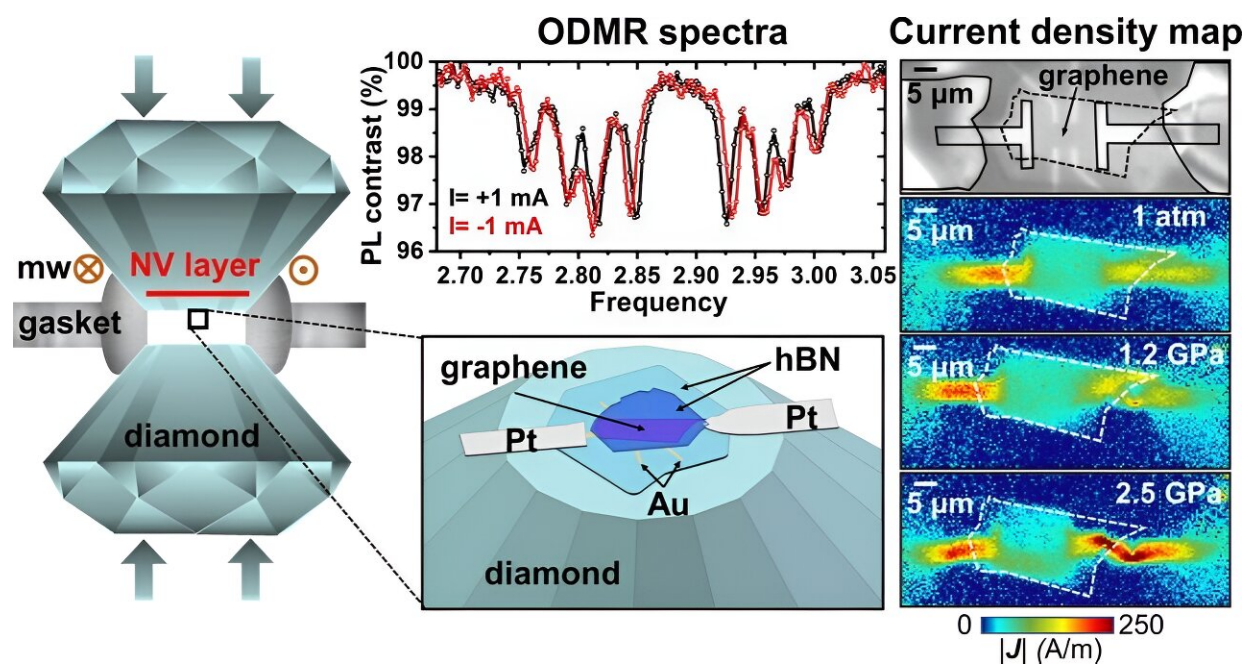 ODMR spectra
Current density map
NV layer
mw
gasket
diamond
PL contrast (%)
100
99
98
97
96
I= +1 mA
I= -1 mA
2.70 2.75 2.80 2.85 2.90 2.95 3.00 3.05
Frequency
graphene
hBN
Pt
Pt
Au
diamond
graphene
5 μm
1 atm
5 μm
1.2 GPa
5 μm
2.5 GPa
5 μm
0 250
|J| (A/m)